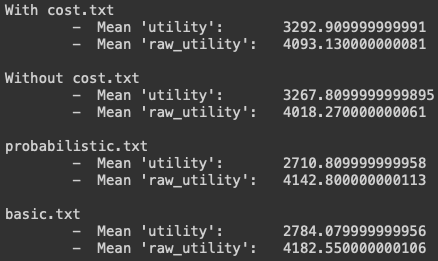 With cost.txt
- Mean 'utility': 3292.909999999991
- Mean 'raw_utility': 4093.130000000081
Without cost.txt
- Mean 'utility': 3267.8099999999895
- Mean 'raw_utility': 4018.270000000061
probabilistic.txt
- Mean 'utility': 2710.809999999958
- Mean 'raw_utility': 4142.800000000113
basic.txt
- Mean 'utility': 2784.079999999956
- Mean 'raw_utility': 4182.550000000106